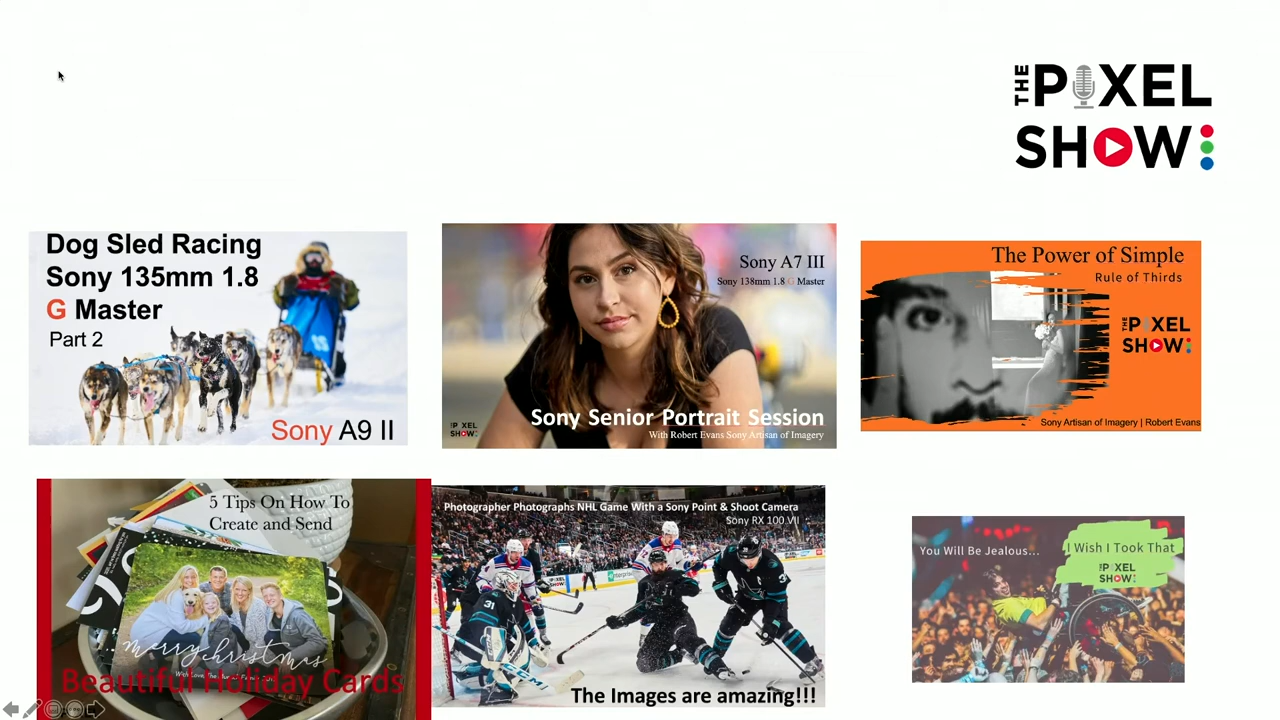 THE PIXEL
SHOW
Dog Sled Racing
Sony 135mm 1.8
G Master
Part 2
Sony A9 II
Sony A7 III
Sony 138mm 1.8 G Master
Sony Senior Portrait Session
With Robert Evans Sony Artisan of Imagery
PIXEL
SHOW
The Power of Simple
Rule of Thirds
THE PIXEL
SHOW
Sony Artisan of Imagery | Robert Evans
5 Tips On How To
Create and Send
merry christmas
Beautiful Holiday Cards
Photographer Photographs NHL Game With a Sony Point & Shoot Camera
Sony RX 100 VII
31
The Images are amazing!!!
You Will Be Jealous...
I Wish I Took That
THE PIXEL
SHOW